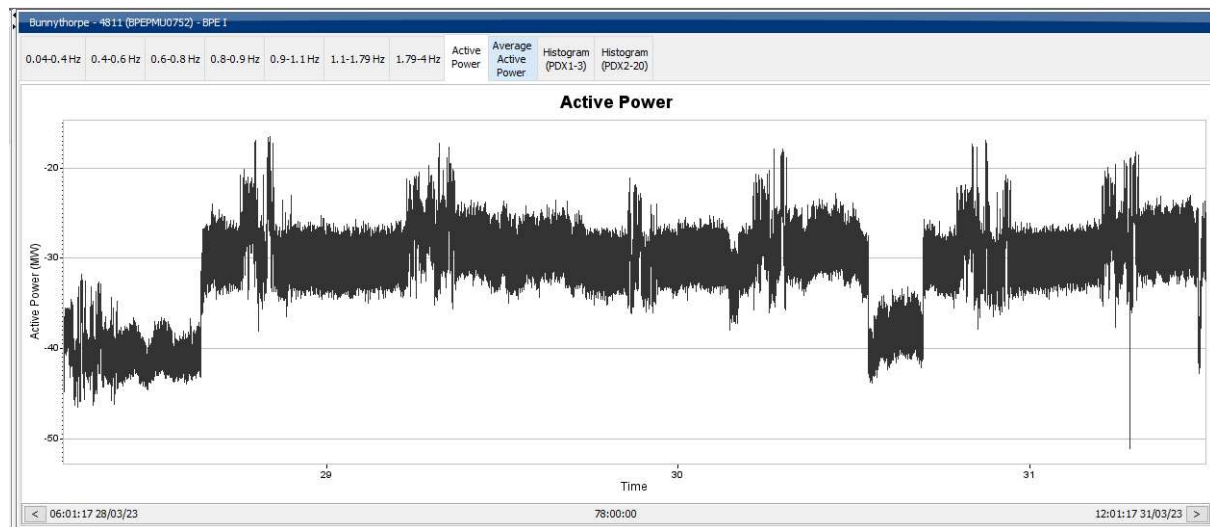 Bunnythorpe - 4811 (BPEPMU0752) - BPE I
0.04-0.4 Hz 0.4-0.6 Hz 0.6-0.8 Hz 0.8-0.9 Hz 0.9-1.1 Hz 1.1-1.79 Hz 1.79-4 Hz Active Power Average Active Power Histogram (PDX1-3) Histogram (PDX2-20)
Active Power
Active Power (MW)
-20
-30
-40
-50
29 30 31
Time
< 06:01:17 28/03/23 78:00:00 12:01:17 31/03/23 >